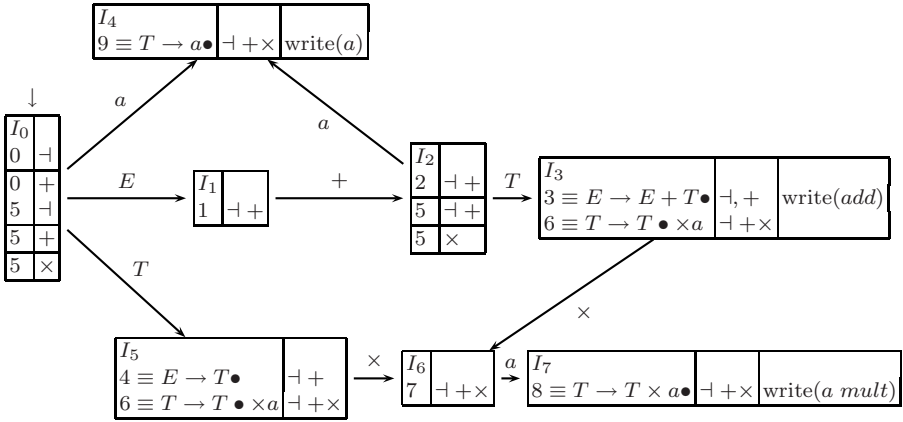 I₄
9 ≡ T → a● ⊣ +× write(a)
↓
a
a
I₀
0 ⊣
0 +
5 ⊣
5 +
5 ×
E
I₁
1 ⊣ +
+
I₂
2 ⊣ +
5 ⊣ +
5 ×
T
I₃
3 ≡ E → E + T● ⊣, + write(add)
6 ≡ T → T ● ×a ⊣ +×
T
×
I₅
4 ≡ E → T● ⊣ +
6 ≡ T → T ● ×a ⊣ +×
×
I₆
7 ⊣ +×
a
I₇
8 ≡ T → T × a● ⊣ +× write(a mult)